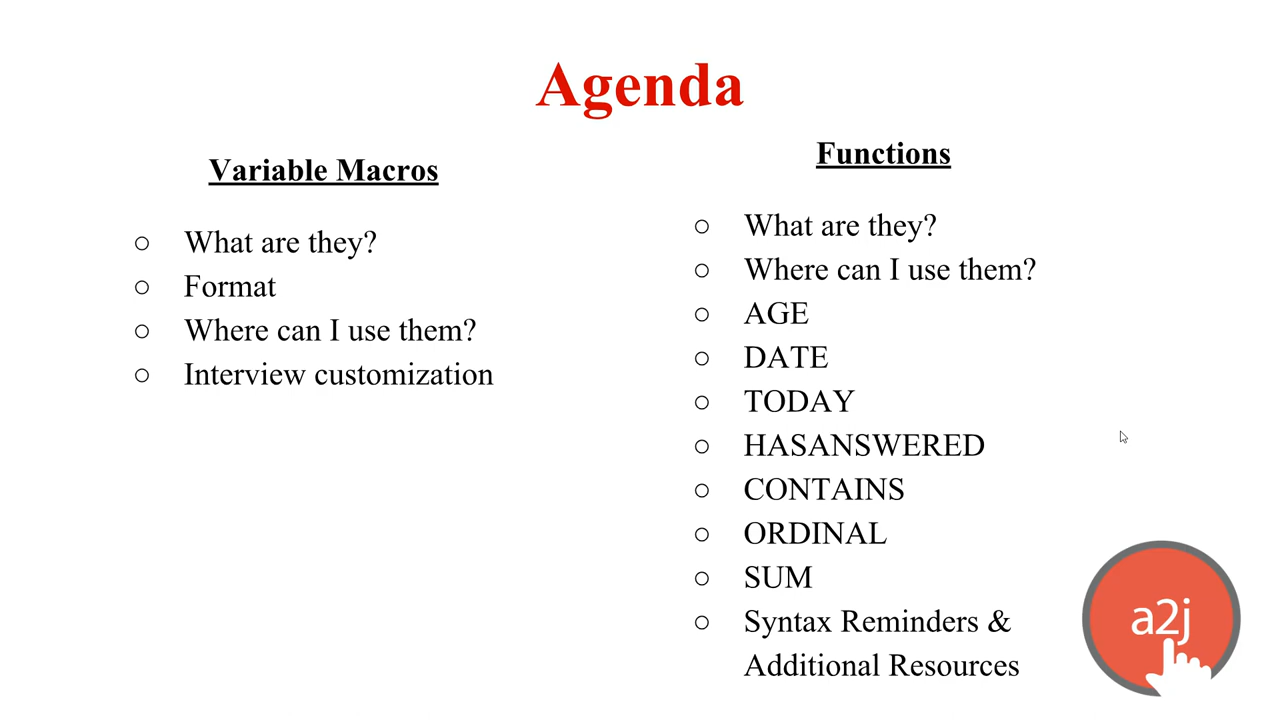 Agenda
Variable Macros
○ What are they?
○ Format
○ Where can I use them?
○ Interview customization
Functions
○ What are they?
○ Where can I use them?
○ AGE
○ DATE
○ TODAY
○ HASANSWERED
○ CONTAINS
○ ORDINAL
○ SUM
○ Syntax Reminders &
Additional Resources
a2j